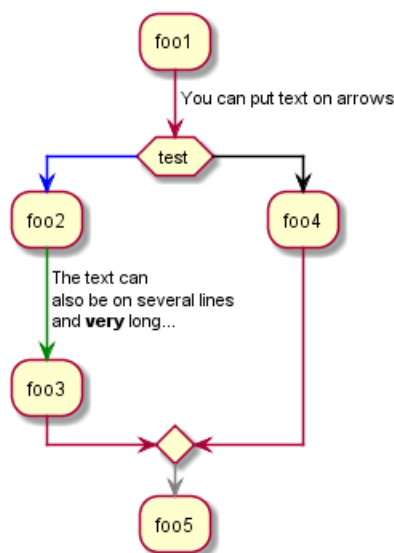 foo1
You can put text on arrows
test
foo2
foo4
The text can
also be on several lines
and very long...
foo3
foo5